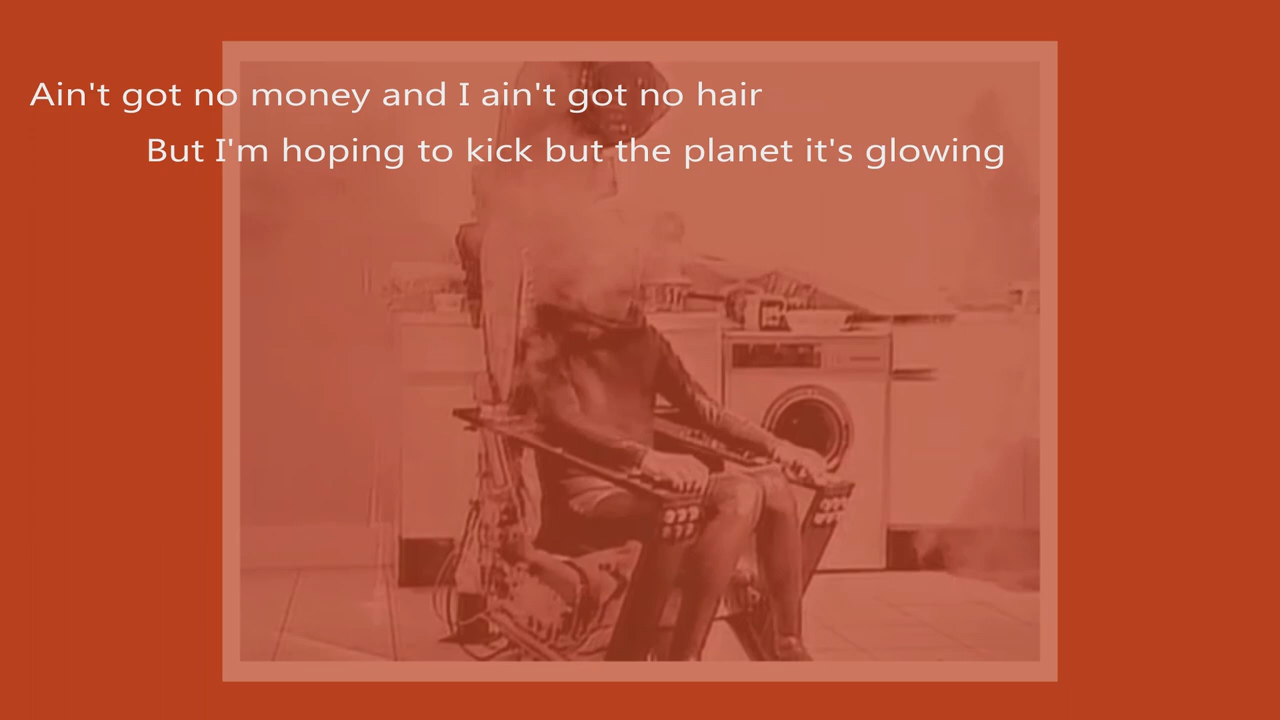 Ain't got no money and I ain't got no hair
But I'm hoping to kick but the planet it's glowing